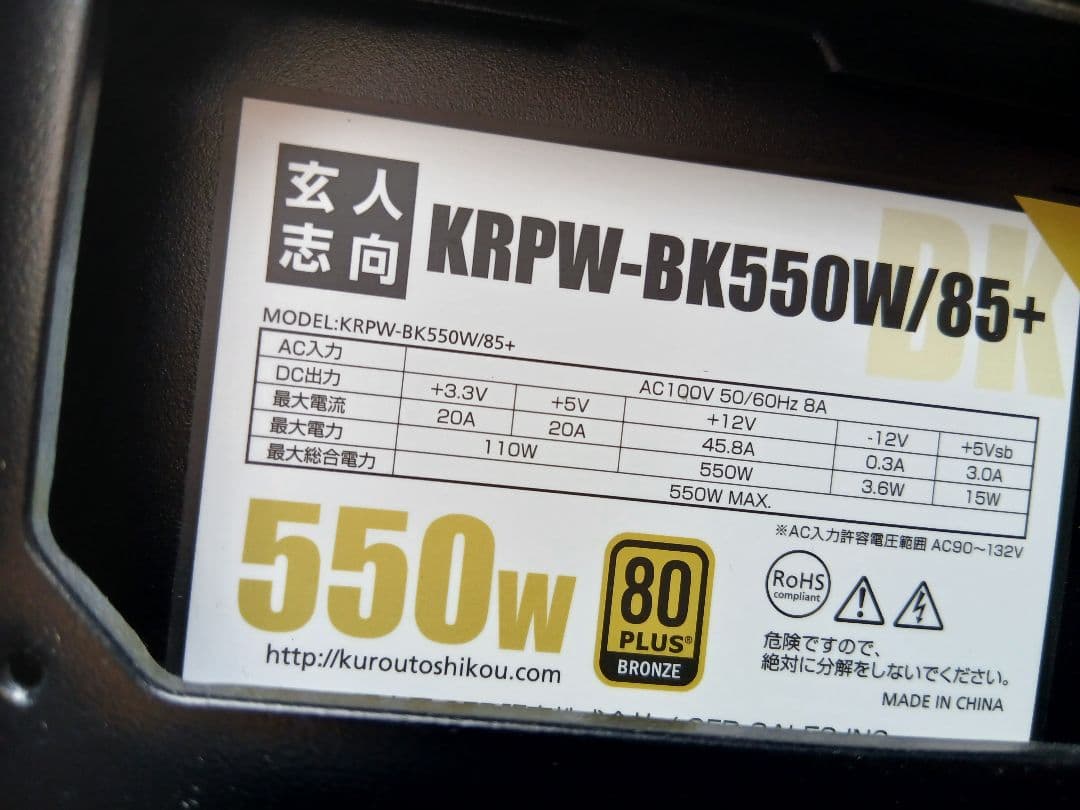 玄人
志向
KRPW-BK550W/85+
BK
MODEL:KRPW-BK550W/85+
AC入力 AC100V 50/60Hz 8A
DC出力 +3.3V +5V +12V -12V +5Vsb
最大電流 20A 20A 45.8A 0.3A 3.0A
最大電力 110W 550W 3.6W 15W
最大総合電力 550W MAX.
※AC入力許容電圧範囲 AC90~132V
550W
80
PLUS®
BRONZE
RoHS
compliant
危険ですので、
絶対に分解をしないでください。
http://kuroutoshikou.com
MADE IN CHINA